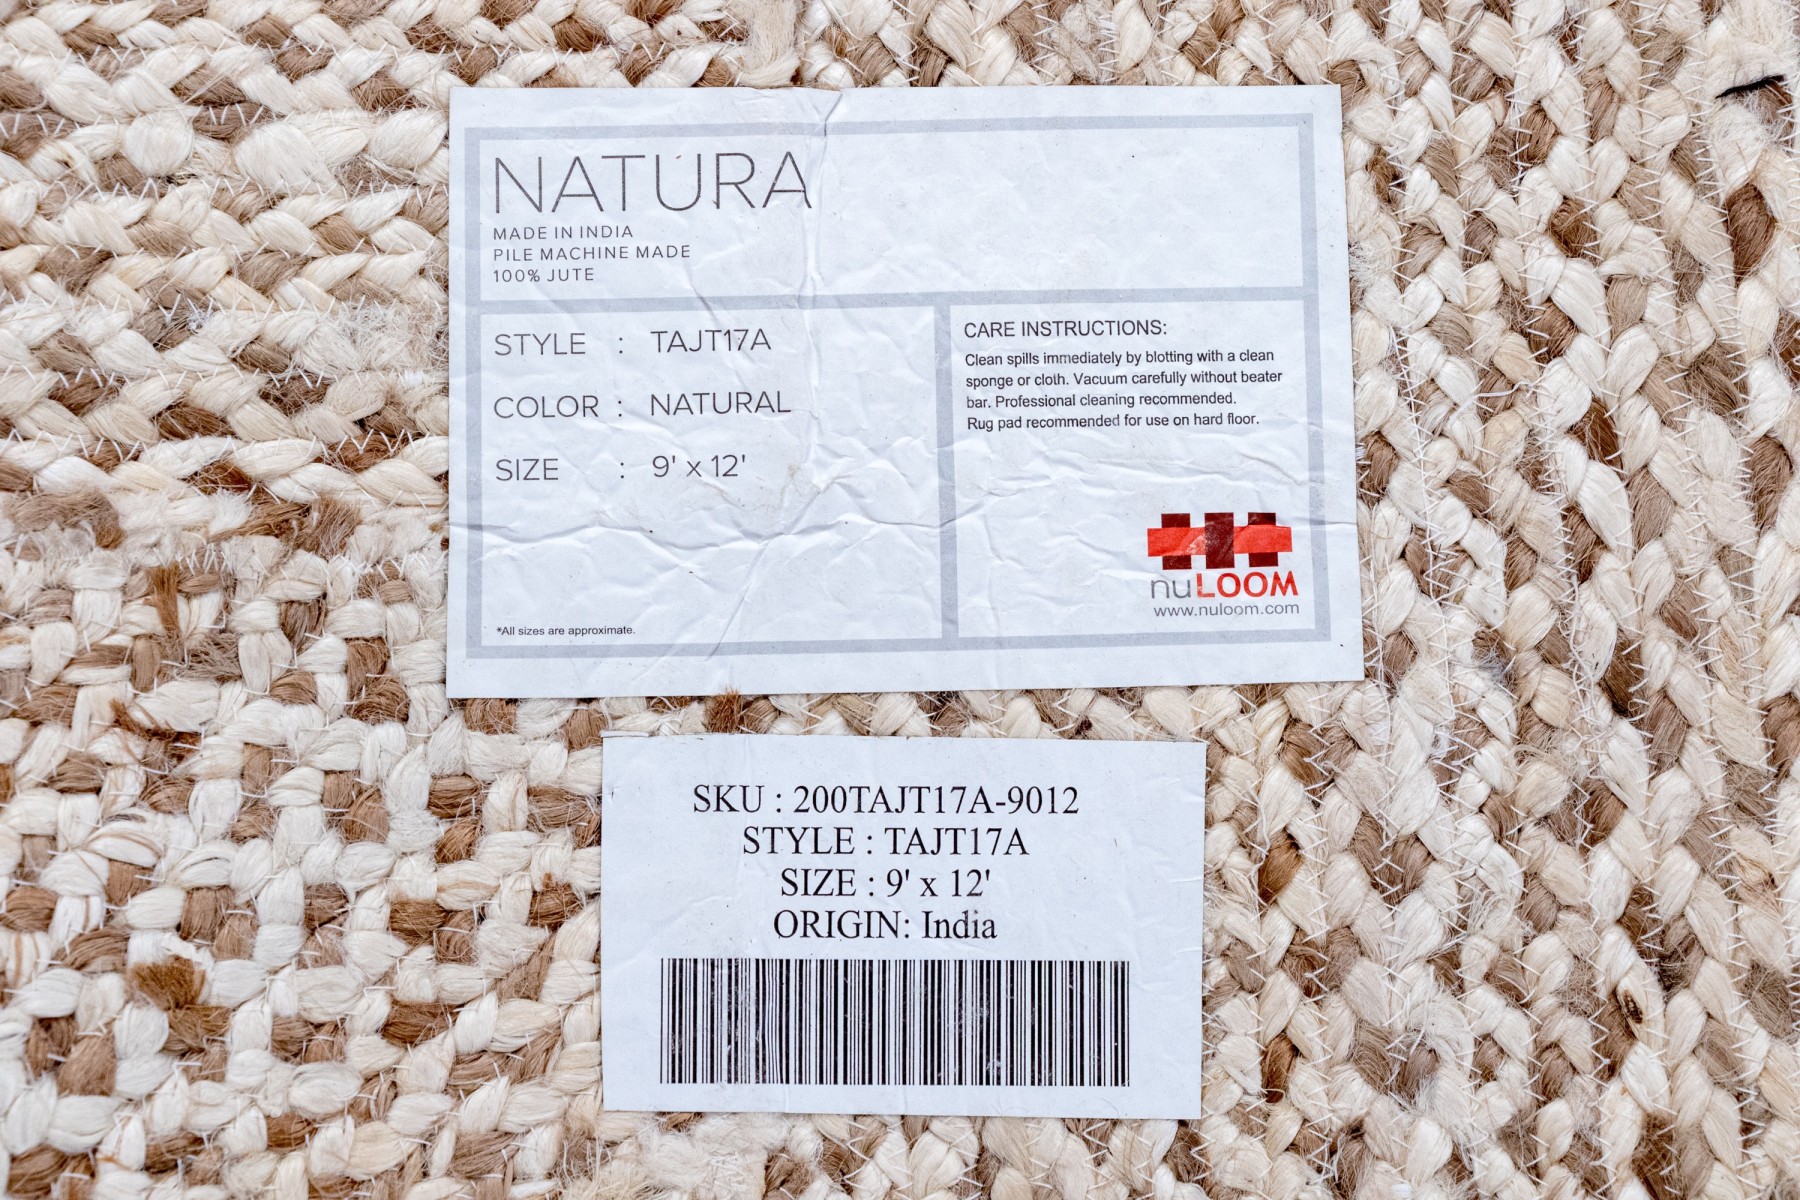 NATURA
MADE IN INDIA
PILE MACHINE MADE
100% JUTE
STYLE : TAJT17A
COLOR : NATURAL
SIZE : 9' x 12'
*All sizes are approximate.
CARE INSTRUCTIONS:
Clean spills immediately by blotting with a clean
sponge or cloth. Vacuum carefully without beater
bar. Professional cleaning recommended.
Rug pad recommended for use on hard floor.
nuLOOM
www.nuloom.com
SKU : 200TAJT17A-9012
STYLE : TAJT17A
SIZE : 9' x 12'
ORIGIN: India